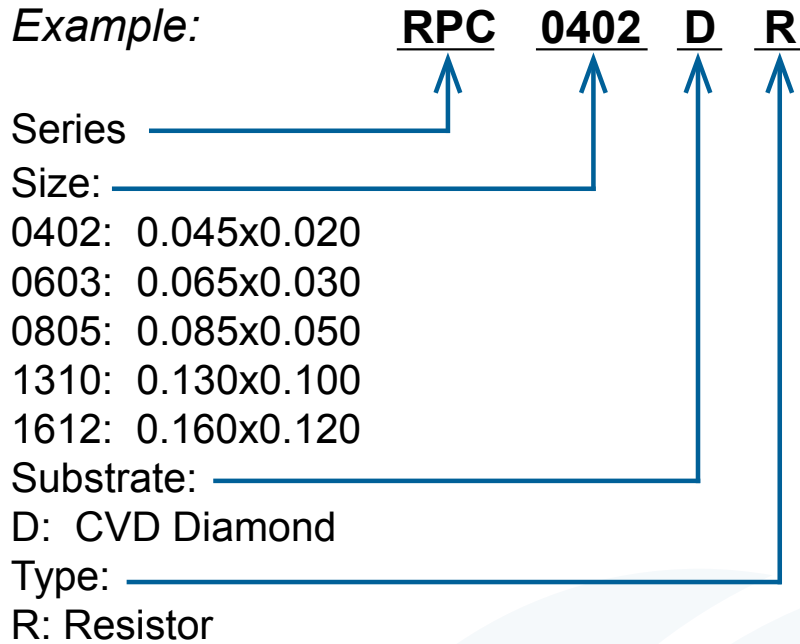 Example: RPC 0402 D R
Series
Size:
0402: 0.045x0.020
0603: 0.065x0.030
0805: 0.085x0.050
1310: 0.130x0.100
1612: 0.160x0.120
Substrate:
D: CVD Diamond
Type:
R: Resistor